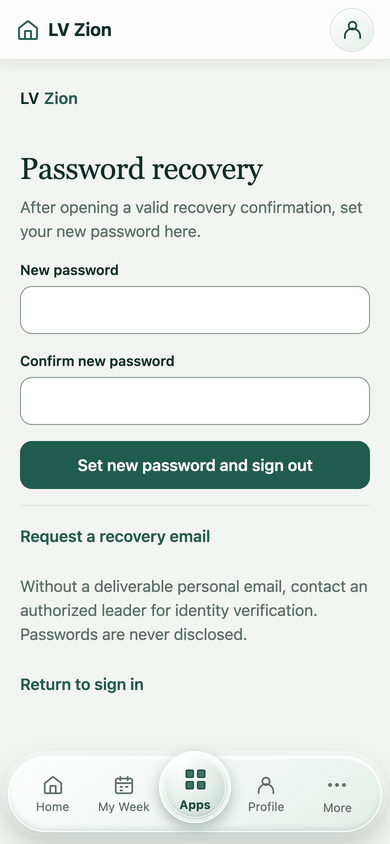 LV Zion
LV Zion
Password recovery
After opening a valid recovery confirmation, set
your new password here.
New password
Confirm new password
Set new password and sign out
Request a recovery email
Without a deliverable personal email, contact an
authorized leader for identity verification.
Passwords are never disclosed.
Return to sign in
Home
My Week
Apps
Profile
More